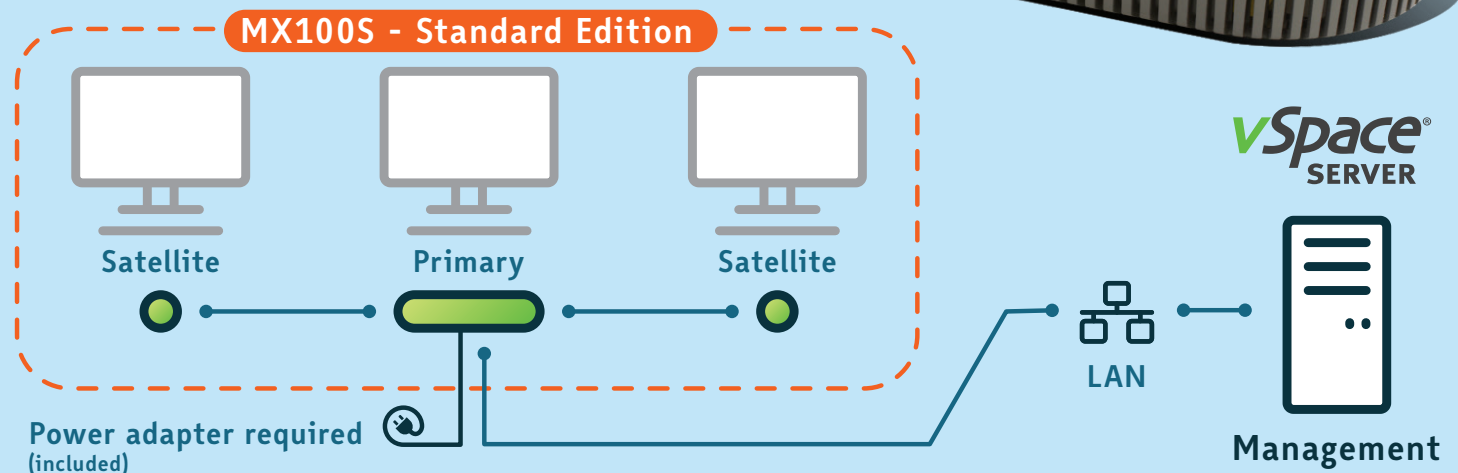 MX100S - Standard Edition
vSpace®
SERVER
Satellite
Primary
Satellite
LAN
Power adapter required
(included)
Management